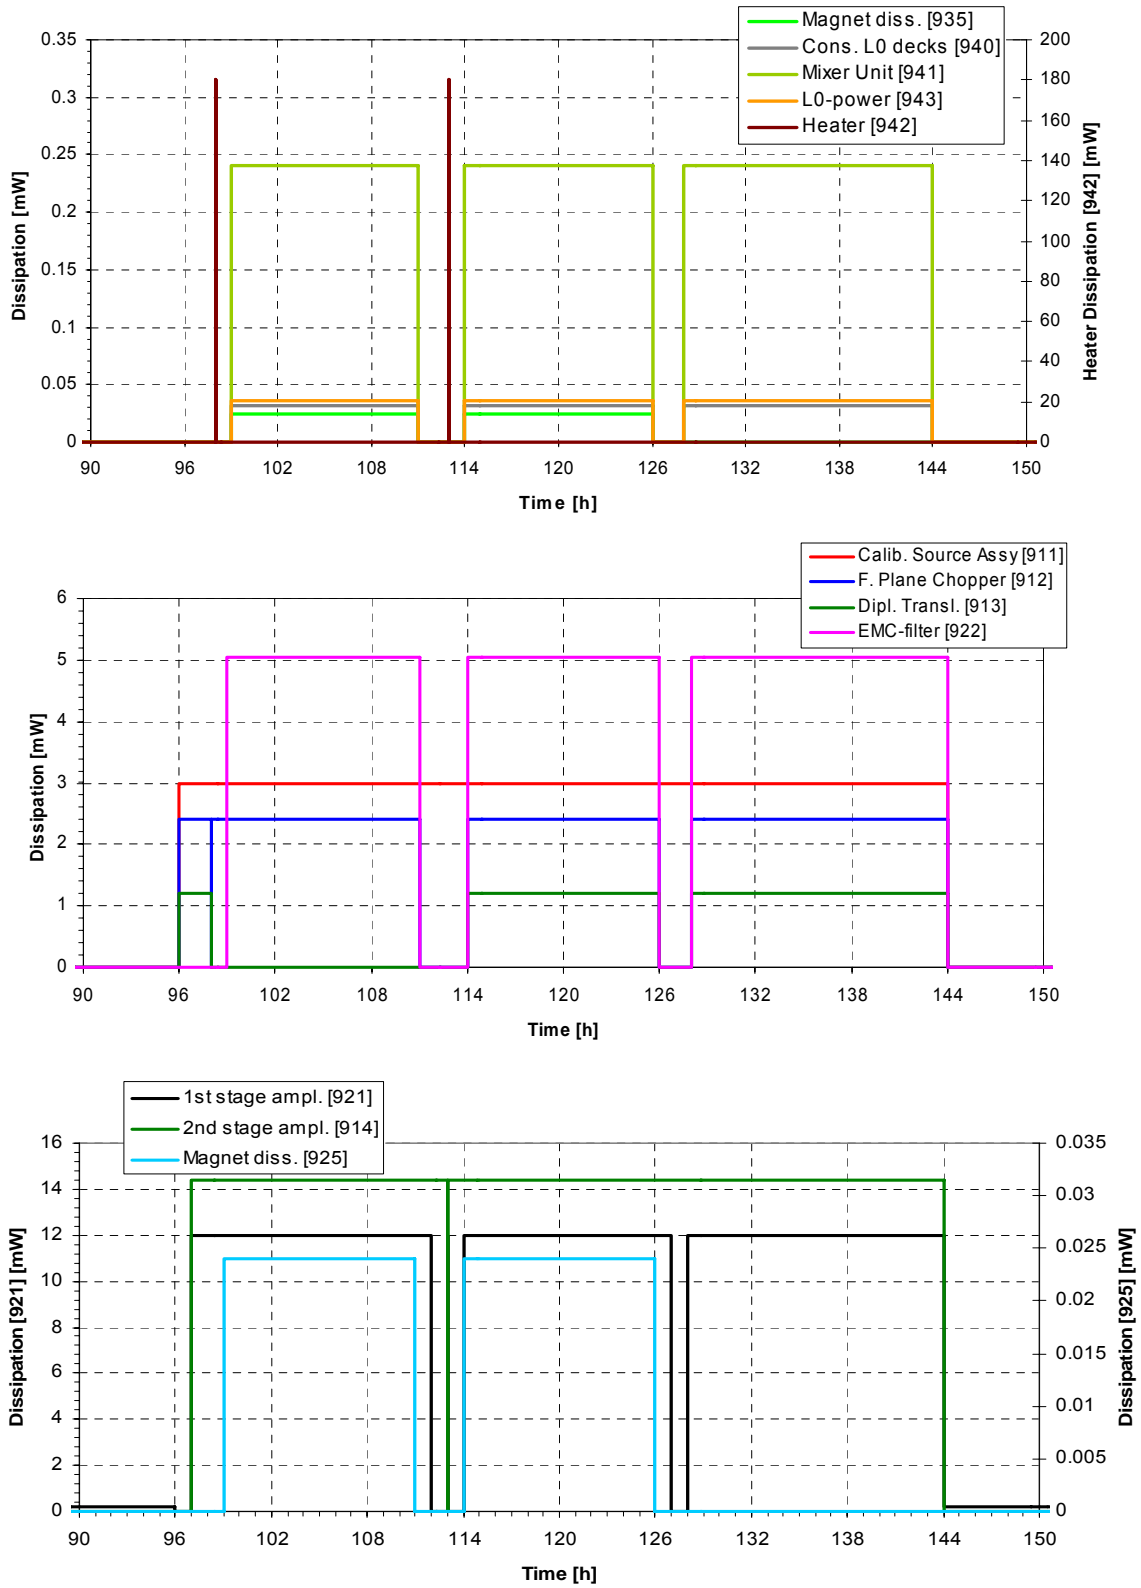 Magnet diss. [935]
Cons. L0 decks [940]
Mixer Unit [941]
L0-power [943]
Heater [942]
0.35
0.3
0.25
0.2
0.15
0.1
0.05
0
Dissipation [mW]
200
180
160
140
120
100
80
60
40
20
0
Heater Dissipation [942] [mW]
90 96 102 108 114 120 126 132 138 144 150
Time [h]
Calib. Source Assy [911]
F. Plane Chopper [912]
Dipl. Transl. [913]
EMC-filter [922]
6
5
4
3
2
1
0
Dissipation [mW]
90 96 102 108 114 120 126 132 138 144 150
Time [h]
1st stage ampl. [921]
2nd stage ampl. [914]
Magnet diss. [925]
16
14
12
10
8
6
4
2
0
Dissipation [921] [mW]
0.035
0.03
0.025
0.02
0.015
0.01
0.005
0
Dissipation [925] [mW]
90 96 102 108 114 120 126 132 138 144 150
Time [h]